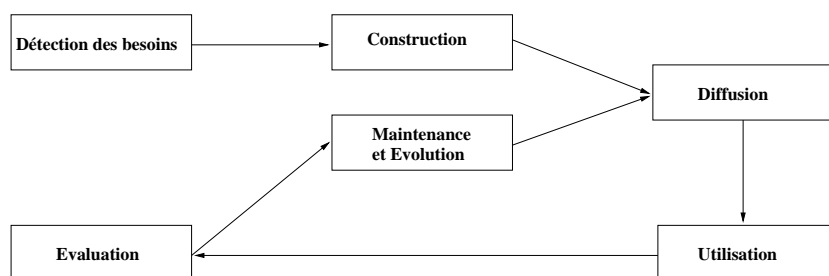 Détection des besoins
Construction
Diffusion
Maintenance
et Evolution
Evaluation
Utilisation